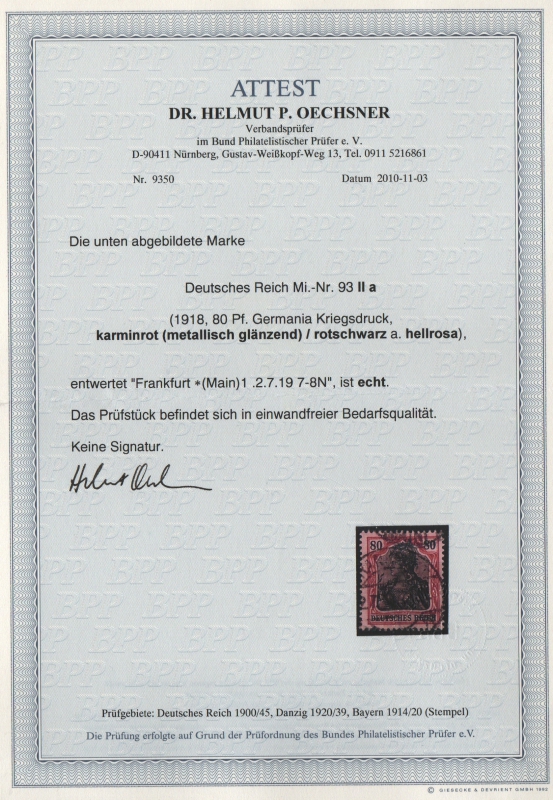 ATTEST
DR. HELMUT P. OECHSNER
Verbandsprüfer
im Bund Philatelistischer Prüfer e. V.
D-90411 Nürnberg, Gustav-Weißkopf-Weg 13, Tel. 0911 5216861
Nr. 9350 Datum 2010-11-03
Die unten abgebildete Marke
Deutsches Reich Mi.-Nr. 93 II a
(1918, 80 Pf. Germania Kriegsdruck,
karminrot (metallisch glänzend) / rotschwarz a. hellrosa),
entwertet "Frankfurt *(Main)1 .2.7.19 7-8N", ist echt.
Das Prüfstück befindet sich in einwandfreier Bedarfsqualität.
Keine Signatur.
80 80
DEUTSCHES REICH
Prüfgebiete: Deutsches Reich 1900/45, Danzig 1920/39, Bayern 1914/20 (Stempel)
Die Prüfung erfolgte auf Grund der Prüfordnung des Bundes Philatelistischer Prüfer e.V.
© GIESECKE & DEVRIENT GMBH 1992